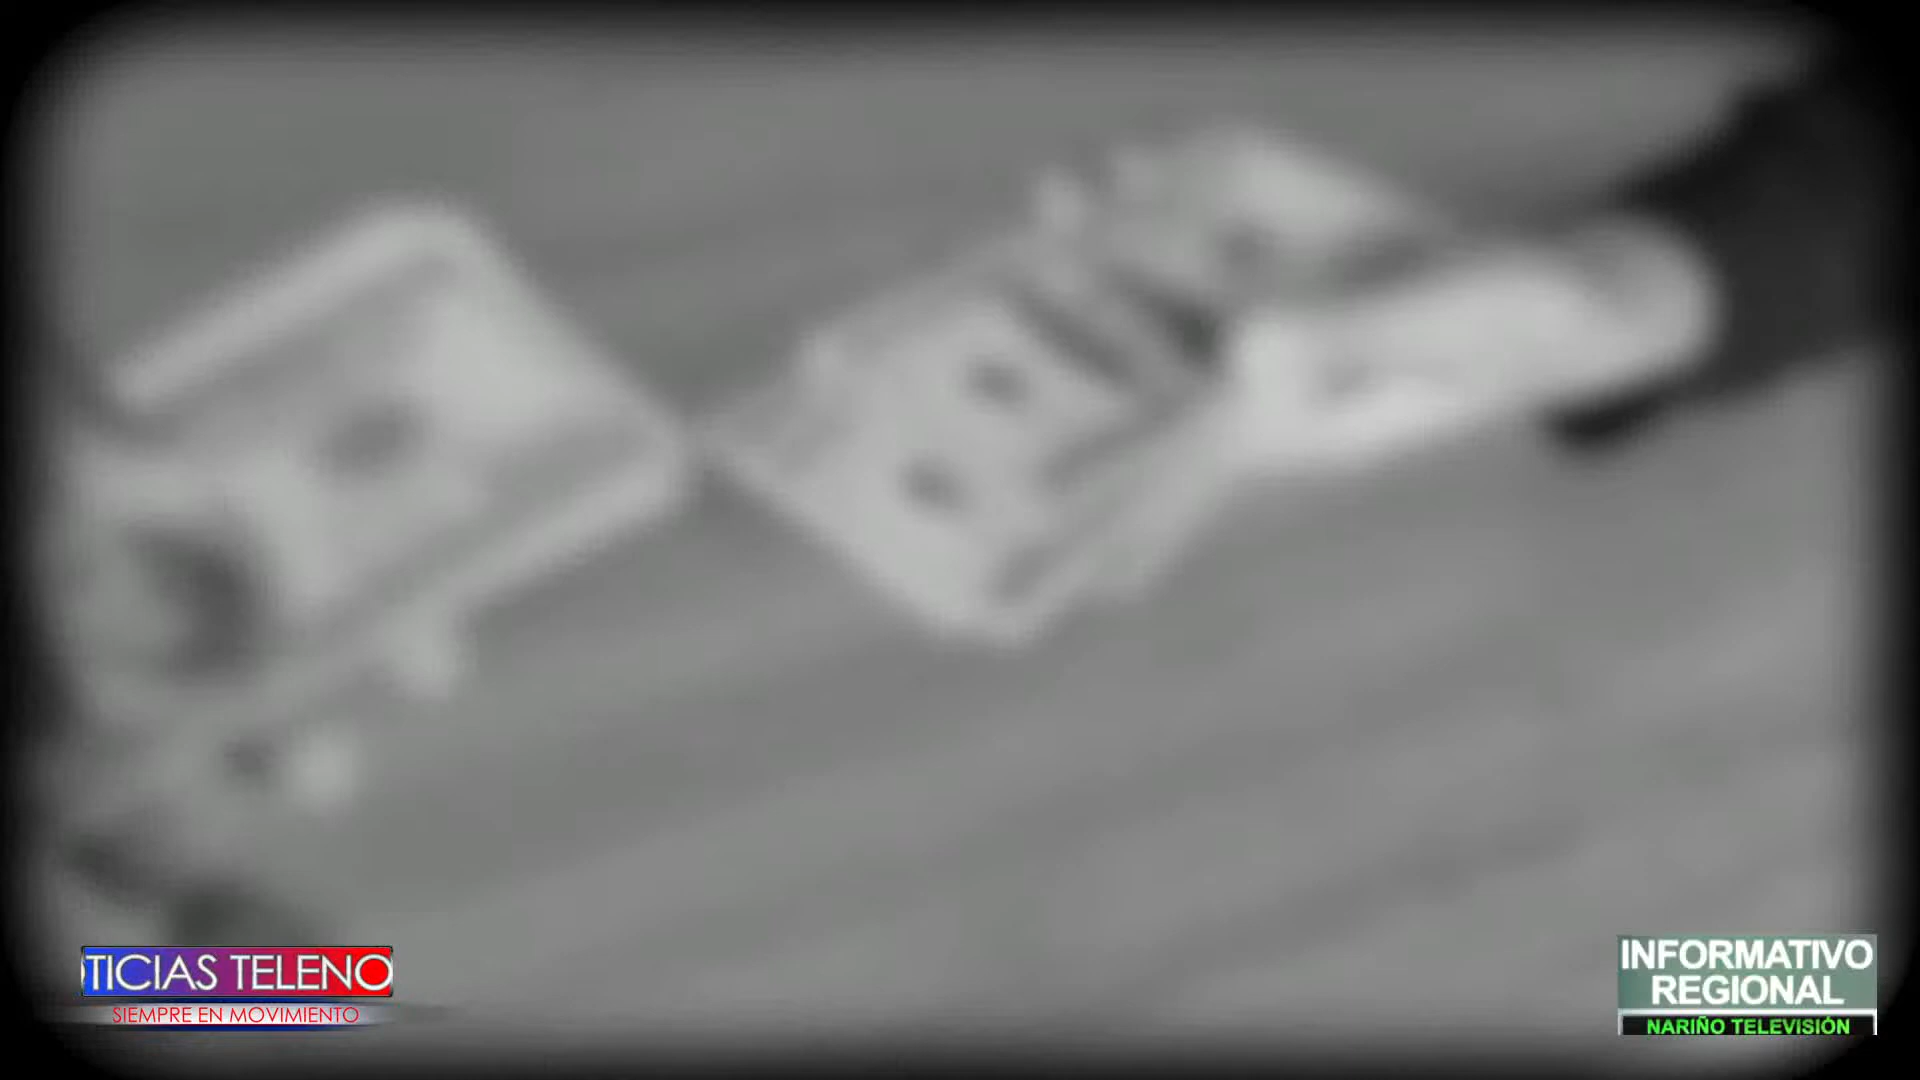 TICIAS TELENO
SIEMPRE EN MOVIMIENTO
INFORMATIVO
REGIONAL
NARIÑO TELEVISIÓN